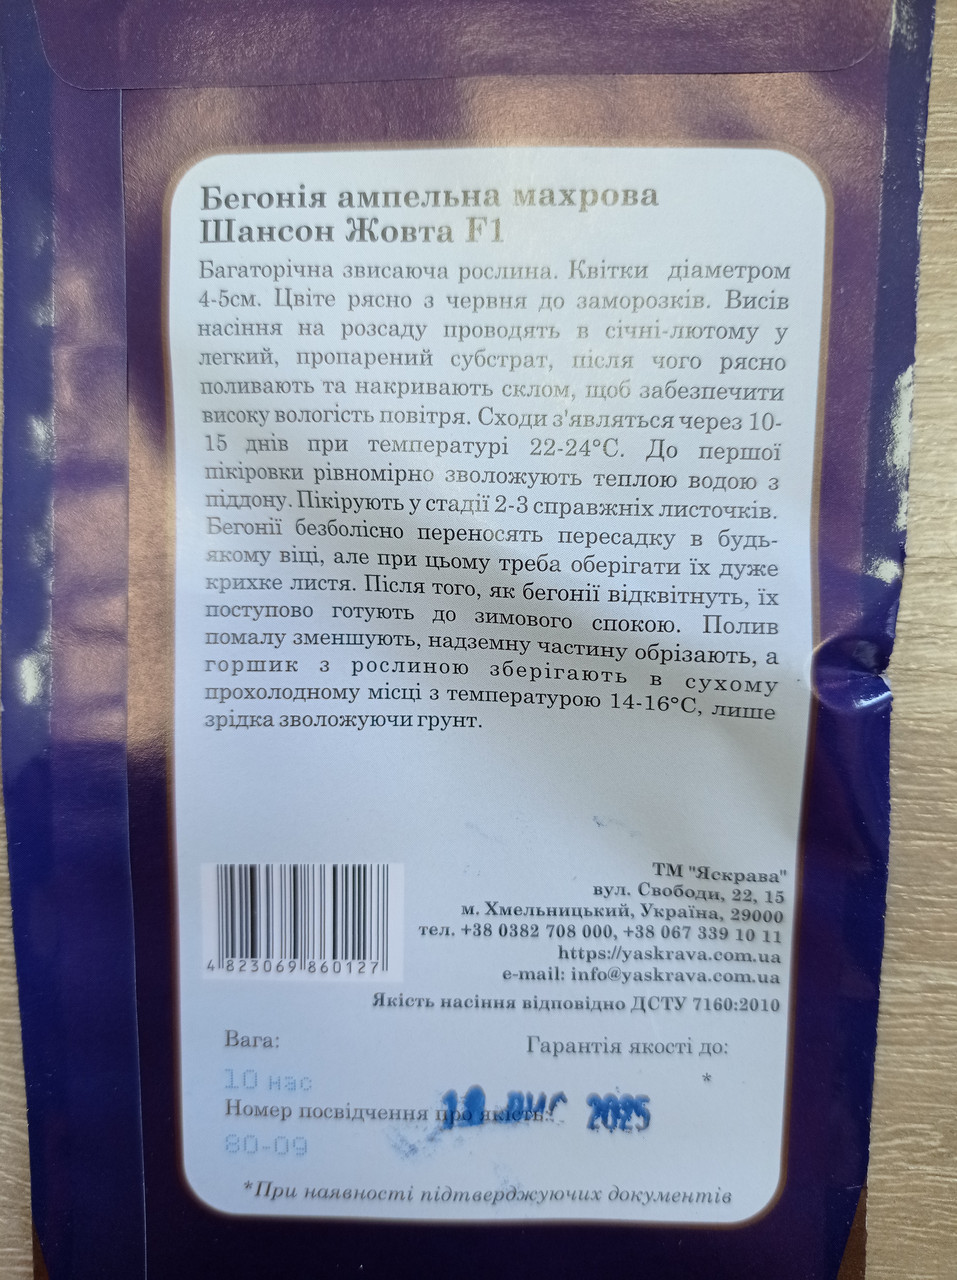 Бегонія ампельна махрова
Шансон Жовта F1
Багаторічна звисаюча рослина. Квітки діаметром
4-5см. Цвіте рясно з червня до заморозків. Висів
насіння на розсаду проводять в січні-лютому у
легкий, пропарений субстрат, після чого рясно
поливають та накривають склом, щоб забезпечити
високу вологість повітря. Сходи з'являться через 10-
15 днів при температурі 22-24°С. До першої
пікіровки рівномірно зволожують теплою водою з
піддону. Пікірують у стадії 2-3 справжніх листочків.
Бегонії безболісно переносять пересадку в будь-
якому віці, але при цьому треба оберігати їх дуже
крихке листя. Після того, як бегонії відквітнуть, їх
поступово готують до зимового спокою. Полив
помалу зменшують, надземну частину обрізають, а
горшик з рослиною зберігають в сухому
прохолодному місці з температурою 14-16°С, лише
зрідка зволожуючи грунт.
ТМ "Яскрава"
вул. Свободи, 22, 15
м. Хмельницький, Україна, 29000
тел. +38 0382 708 000, +38 067 339 10 11
https://yaskrava.com.ua
e-mail: info@yaskrava.com.ua
4 823069 860127
Якість насіння відповідно ДСТУ 7160:2010
Вага:
Гарантія якості до:
10 нас
*
Номер посвідчення про якість:
ЛИС 2025
80-09
*При наявності підтверджуючих документів